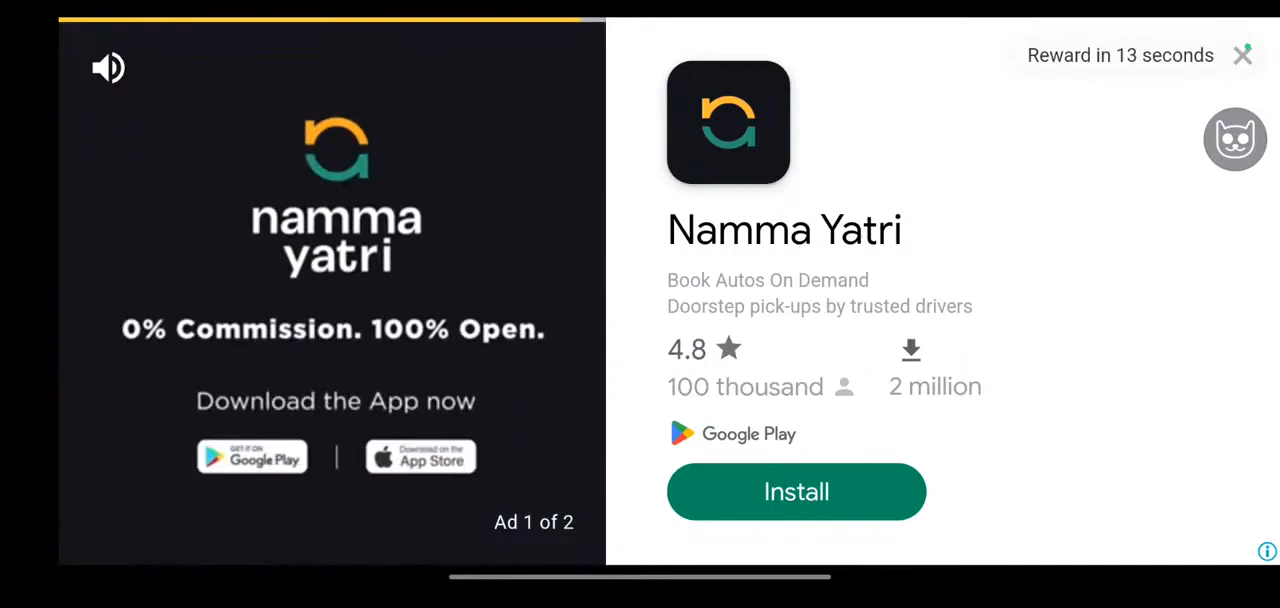 namma
yatri
0% Commission. 100% Open.
Download the App now
GET IT ON
Google Play
Download on the
App Store
Ad 1 of 2
Reward in 13 seconds
Namma Yatri
Book Autos On Demand
Doorstep pick-ups by trusted drivers
4.8
100 thousand
2 million
Google Play
Install